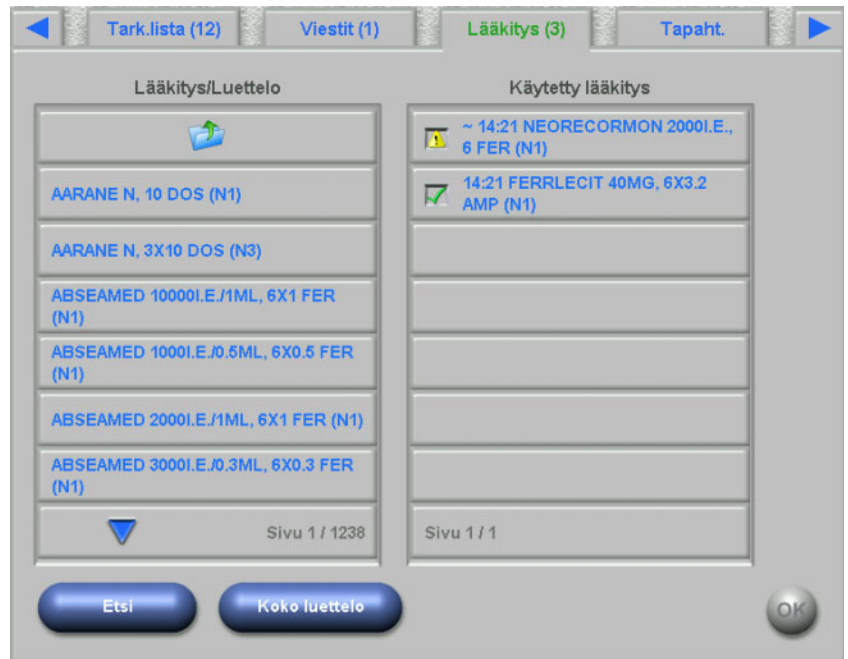 Tark.lista (12)
Viestit (1)
Lääkitys (3)
Tapaht.
Lääkitys/Luettelo
AARANE N, 10 DOS (N1)
AARANE N, 3X10 DOS (N3)
ABSEAMED 10000I.E./1ML, 6X1 FER
(N1)
ABSEAMED 1000I.E./0.5ML, 6X0.5 FER
(N1)
ABSEAMED 2000I.E./1ML, 6X1 FER (N1)
ABSEAMED 3000I.E./0.3ML, 6X0.3 FER
(N1)
Sivu 1 / 1238
Käytetty lääkitys
~ 14:21 NEORECORMON 2000I.E.,
6 FER (N1)
14:21 FERRLECIT 40MG, 6X3.2
AMP (N1)
Sivu 1 / 1
Etsi
Koko luettelo
OK